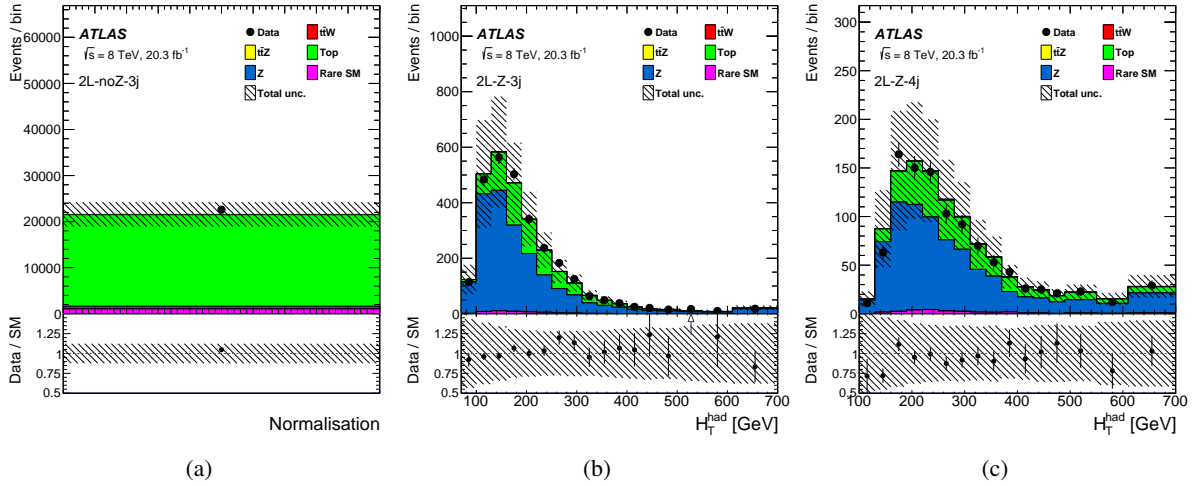 Events / bin
60000
50000
40000
30000
20000
10000
0
ATLAS
√s = 8 TeV, 20.3 fb⁻¹
2L-noZ-3j
Data
tt̄Z
Z
Total unc.
tt̄W
Top
Rare SM
Data / SM
1.25
1
0.75
0.5
Normalisation
(a)
Events / bin
1000
800
600
400
200
0
ATLAS
√s = 8 TeV, 20.3 fb⁻¹
2L-Z-3j
Data
tt̄Z
Z
Total unc.
tt̄W
Top
Rare SM
Data / SM
1.25
1
0.75
0.5
100 200 300 400 500 600 700
H_T^had [GeV]
(b)
Events / bin
300
250
200
150
100
50
0
ATLAS
√s = 8 TeV, 20.3 fb⁻¹
2L-Z-4j
Data
tt̄Z
Z
Total unc.
tt̄W
Top
Rare SM
Data / SM
1.25
1
0.75
0.5
100 200 300 400 500 600 700
H_T^had [GeV]
(c)